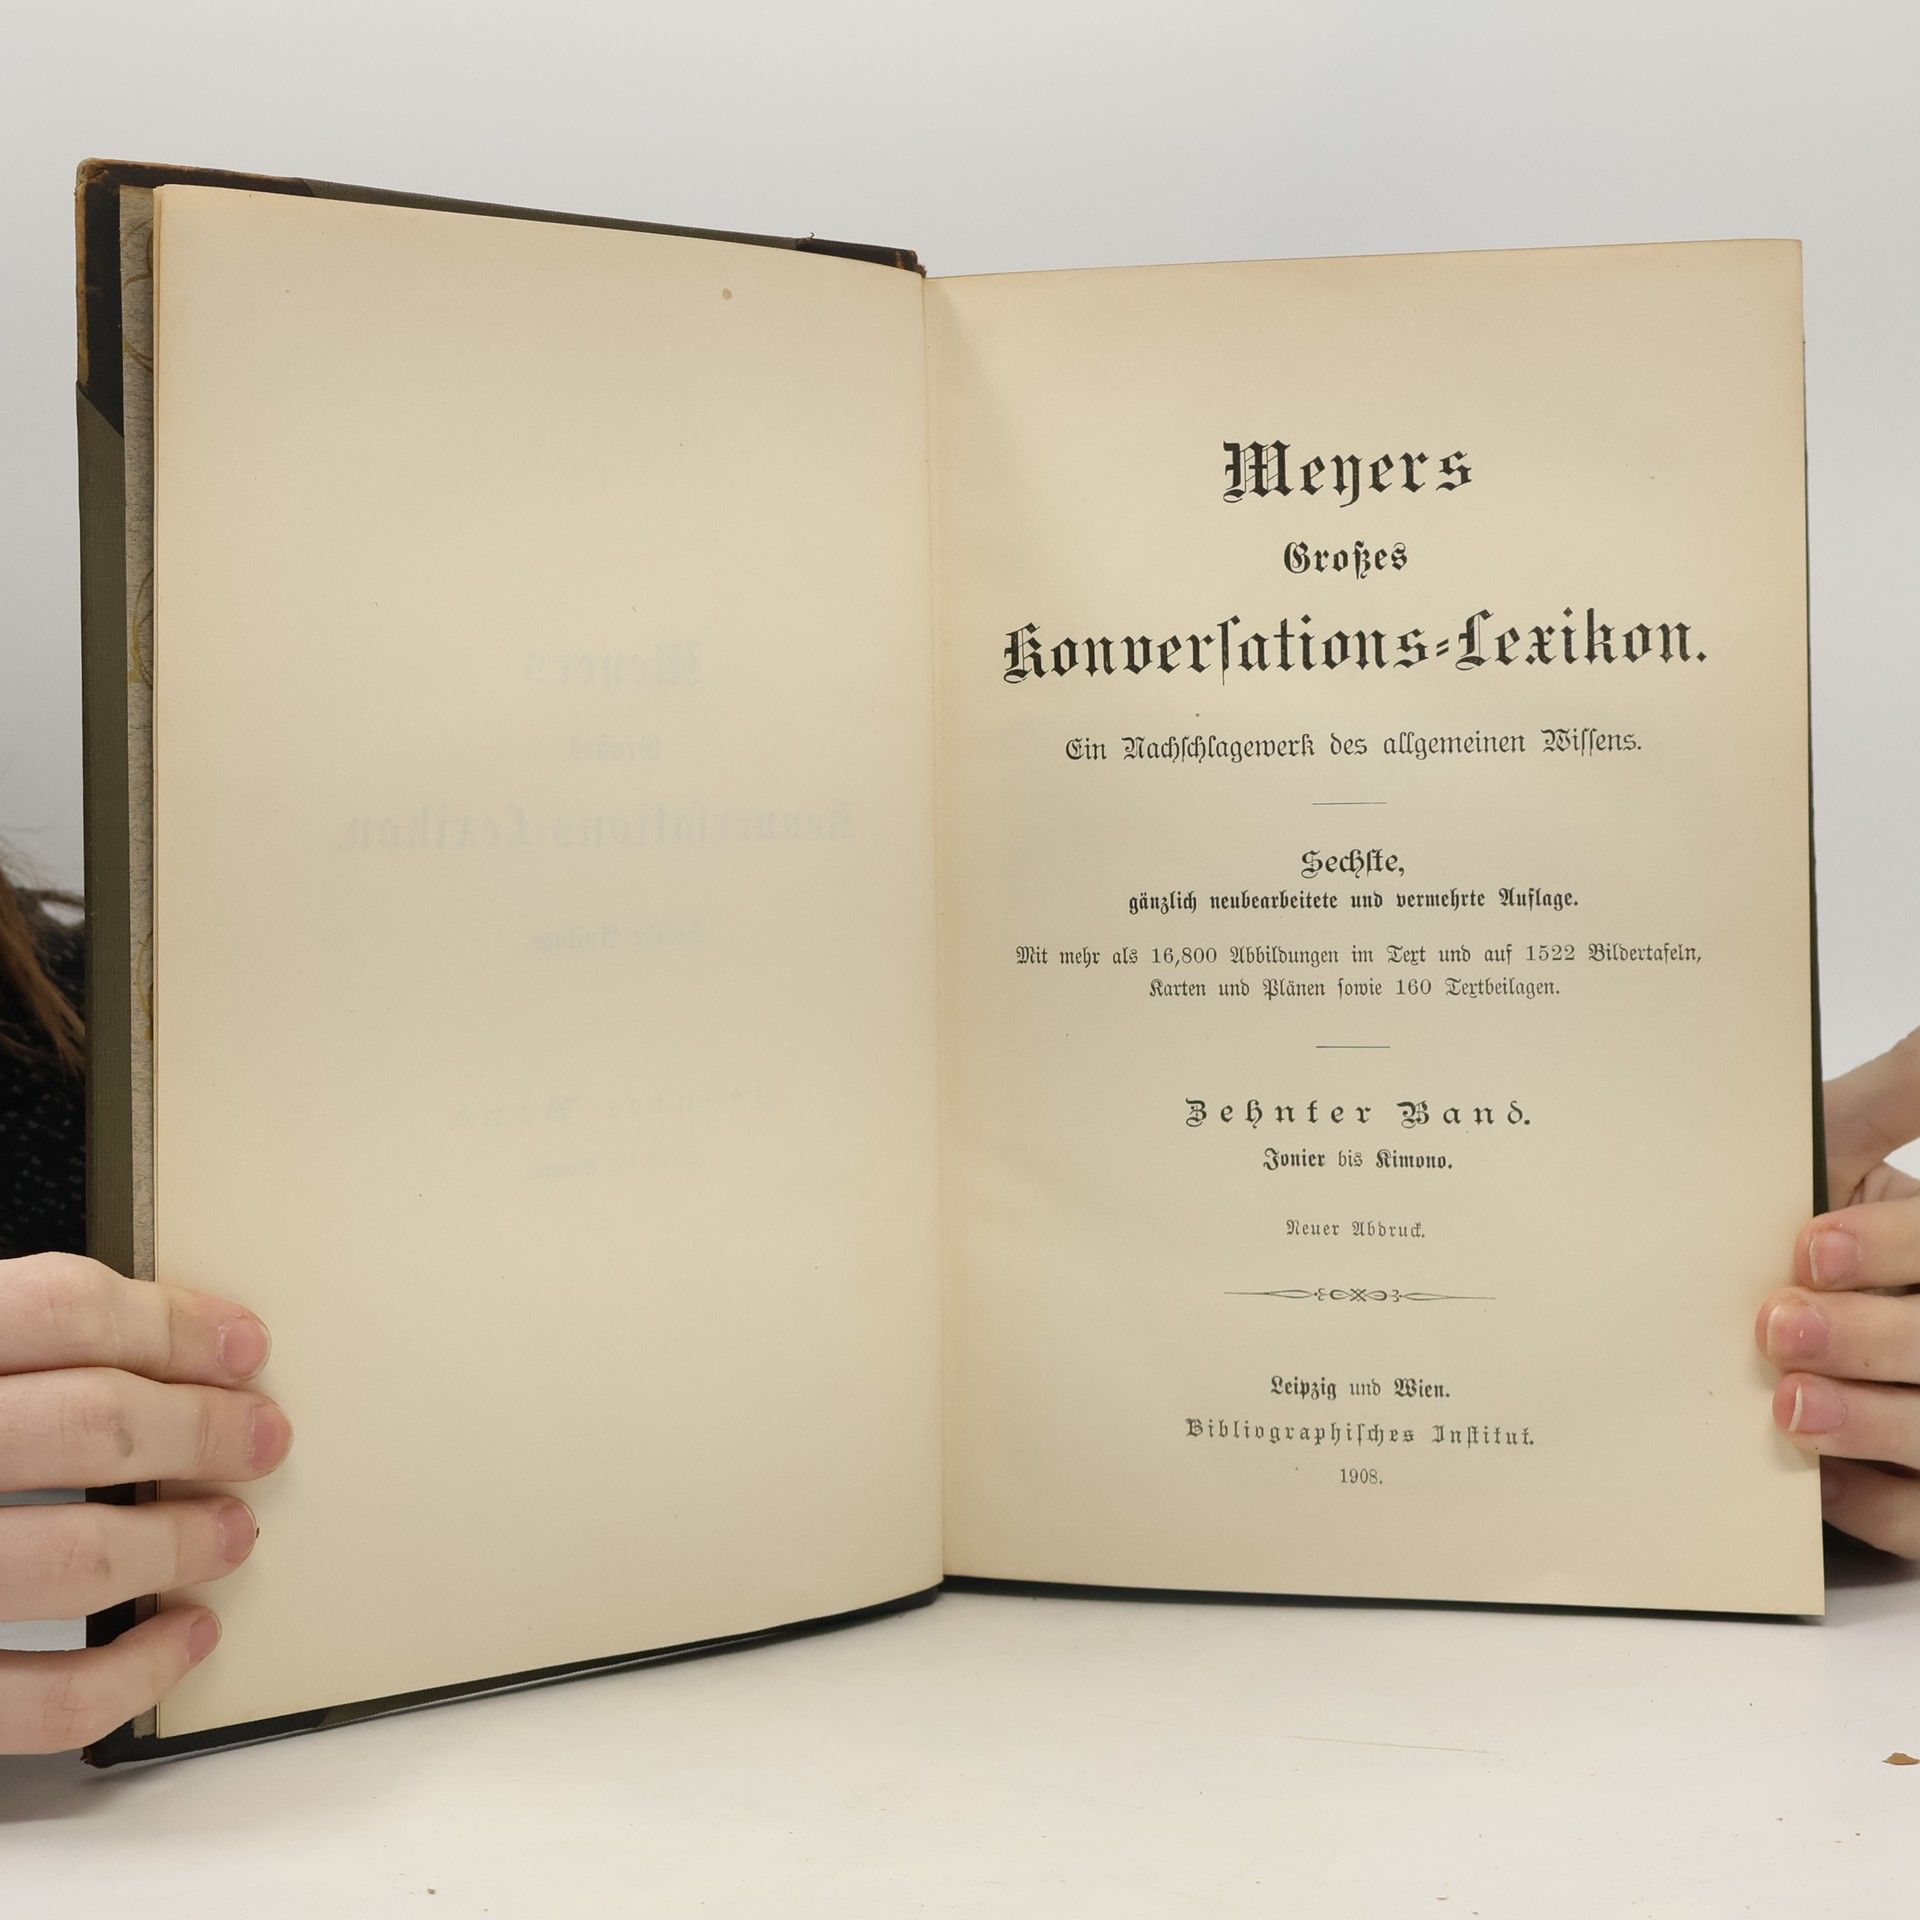 Meyers
Großes
Konverſations-Lexikon.
Ein Nachſchlagewerk des allgemeinen Wiſſens.
Sechſte,
gänzlich neubearbeitete und vermehrte Auflage.
Mit mehr als 16,800 Abbildungen im Text und auf 1522 Bildertafeln,
Karten und Plänen ſowie 160 Textbeilagen.
Zehnter Band.
Jonier bis Kimono.
Neuer Abdruck.
Leipzig und Wien.
Bibliographiſches Inſtitut.
1908.